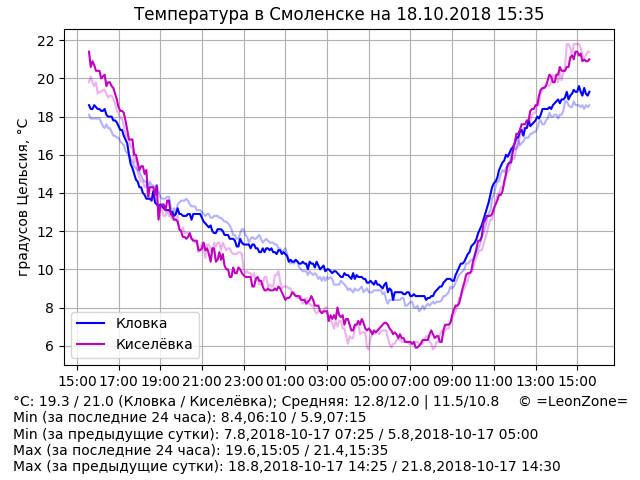 Температура в Смоленске на 18.10.2018 15:35
градусов Цельсия, °C
22
20
18
16
14
12
10
8
6
Кловка
Киселёвка
15:00 17:00 19:00 21:00 23:00 01:00 03:00 05:00 07:00 09:00 11:00 13:00 15:00
°C: 19.3 / 21.0 (Кловка / Киселёвка); Средняя: 12.8/12.0 | 11.5/10.8 © =LeonZone=
Min (за последние 24 часа): 8.4,06:10 / 5.9,07:15
Min (за предыдущие сутки): 7.8,2018-10-17 07:25 / 5.8,2018-10-17 05:00
Max (за последние 24 часа): 19.6,15:05 / 21.4,15:35
Max (за предыдущие сутки): 18.8,2018-10-17 14:25 / 21.8,2018-10-17 14:30